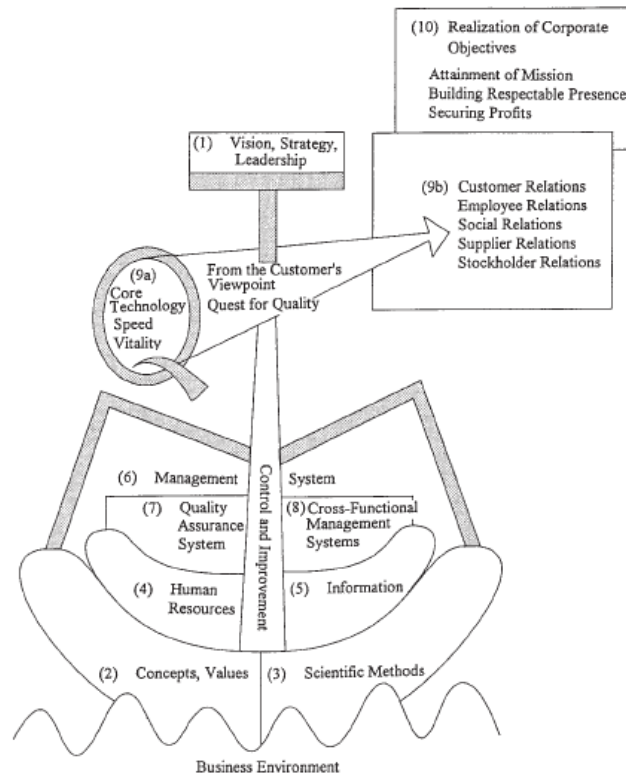 (10) Realization of Corporate
Objectives
Attainment of Mission
Building Respectable Presence
Securing Profits
(1) Vision, Strategy,
Leadership
(9b) Customer Relations
Employee Relations
Social Relations
Supplier Relations
Stockholder Relations
(9a)
Core
Technology
Speed
Vitality
From the Customer's
Viewpoint
Quest for Quality
Control and Improvement
(6) Management System
(7) Quality
Assurance
System
(8) Cross-Functional
Management
Systems
(4) Human
Resources
(5) Information
(2) Concepts, Values
(3) Scientific Methods
Business Environment